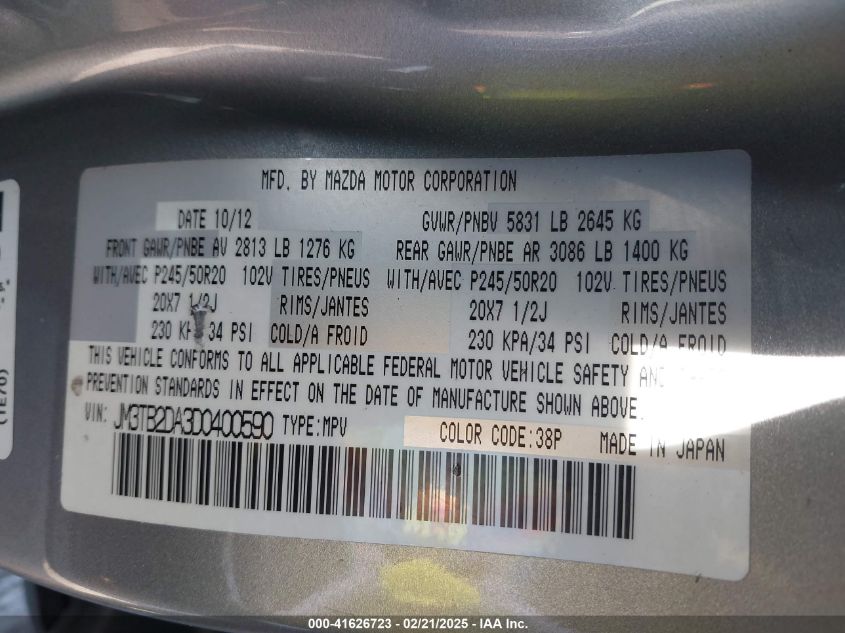 MFD. BY MAZDA MOTOR CORPORATION
DATE 10/12 GVWR/PNBV 5831 LB 2645 KG
FRONT GAWR/PNBE AV 2813 LB 1276 KG REAR GAWR/PNBE AR 3086 LB 1400 KG
WITH/AVEC P245/50R20 102V TIRES/PNEUS WITH/AVEC P245/50R20 102V TIRES/PNEUS
20X7 1/2J RIMS/JANTES 20X7 1/2J RIMS/JANTES
230 KPA/34 PSI COLD/A FROID 230 KPA/34 PSI COLD/A FROID
THIS VEHICLE CONFORMS TO ALL APPLICABLE FEDERAL MOTOR VEHICLE SAFETY AND THEFT
PREVENTION STANDARDS IN EFFECT ON THE DATE OF MANUFACTURE SHOWN ABOVE.
VIN: JM3TB2DA3D0400590 TYPE:MPV COLOR CODE:38P MADE IN JAPAN
(TE70)
000-41626723 - 02/21/2025 - IAA Inc.